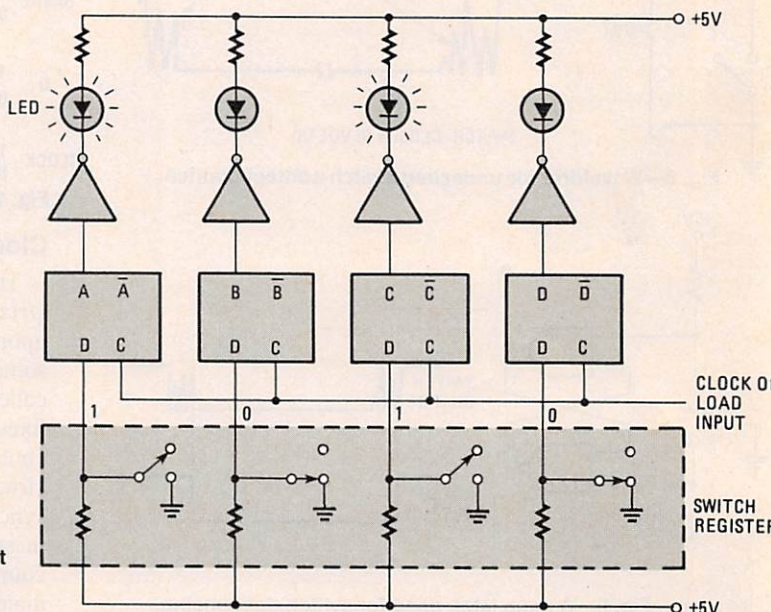 +5V
LED
A A̅ B B̅ C C̅ D D̅
D C D C D C D C
CLOCK OR
LOAD
INPUT
1 0 1 0
SWITCH
REGISTER
t
+5V